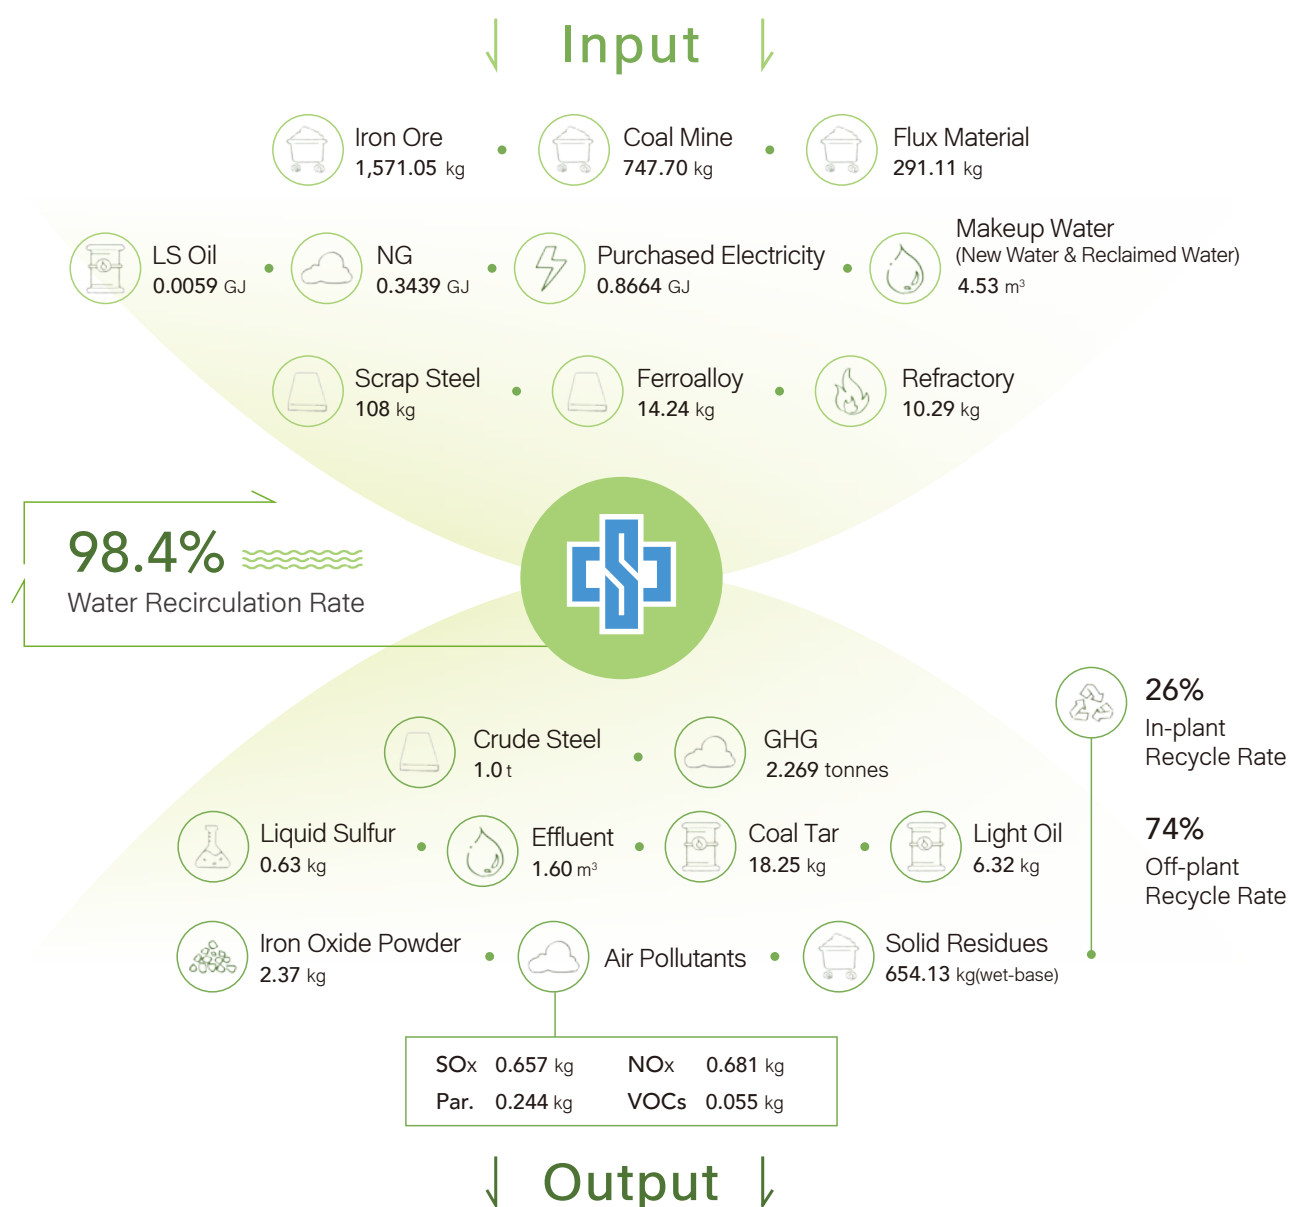 Input
Iron Ore
1,571.05 kg
Coal Mine
747.70 kg
Flux Material
291.11 kg
LS Oil
0.0059 GJ
NG
0.3439 GJ
Purchased Electricity
0.8664 GJ
Makeup Water
(New Water & Reclaimed Water)
4.53 m³
Scrap Steel
108 kg
Ferroalloy
14.24 kg
Refractory
10.29 kg
98.4%
Water Recirculation Rate
Crude Steel
1.0 t
GHG
2.269 tonnes
26%
In-plant
Recycle Rate
74%
Off-plant
Recycle Rate
Liquid Sulfur
0.63 kg
Effluent
1.60 m³
Coal Tar
18.25 kg
Light Oil
6.32 kg
Iron Oxide Powder
2.37 kg
Air Pollutants
Solid Residues
654.13 kg(wet-base)
SOx 0.657 kg NOx 0.681 kg
Par. 0.244 kg VOCs 0.055 kg
Output